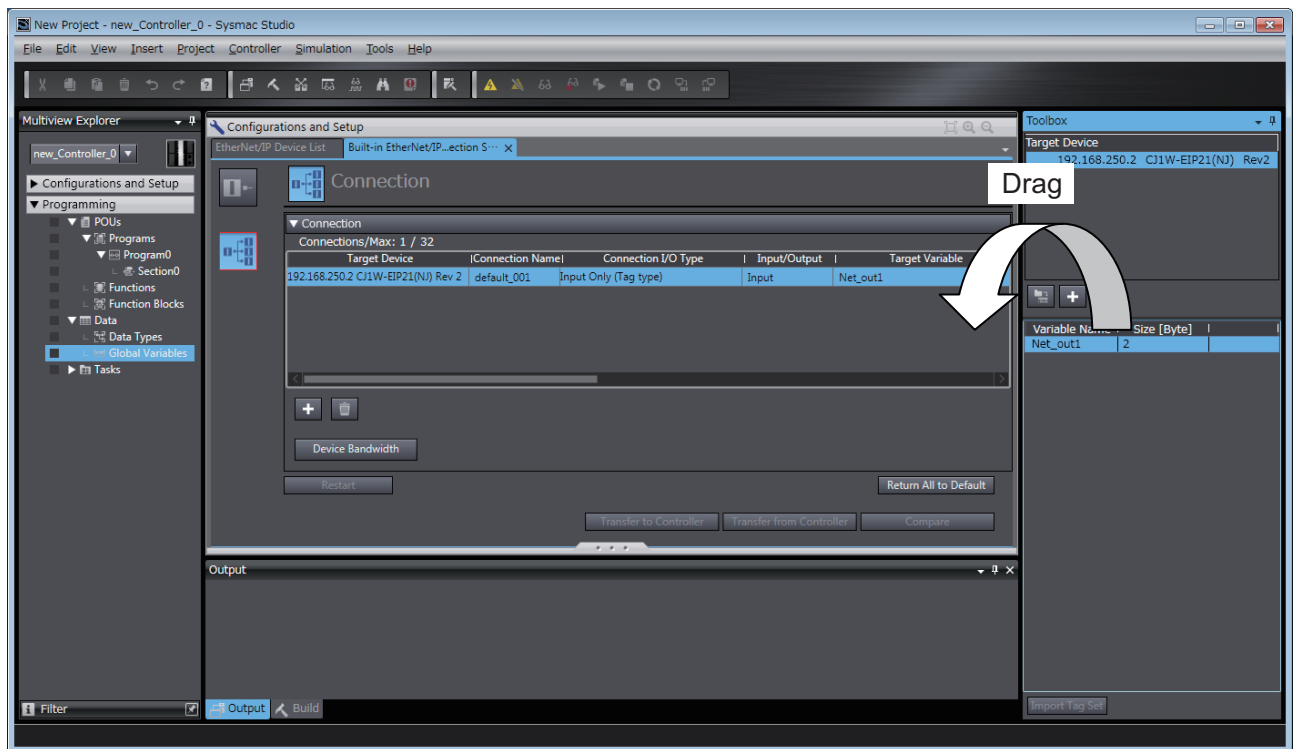 New Project - new_Controller_0 - Sysmac Studio
File Edit View Insert Project Controller Simulation Tools Help
Multiview Explorer
new_Controller_0
Configurations and Setup
Programming
POUs
Programs
Program0
Section0
Functions
Function Blocks
Data
Data Types
Global Variables
Tasks
Filter
Configurations and Setup
EtherNet/IP Device List
Built-in EtherNet/IP...ection S...
Connection
Connection
Connections/Max: 1 / 32
Target Device Connection Name Connection I/O Type Input/Output Target Variable
192.168.250.2 CJ1W-EIP21(NJ) Rev 2 default_001 Input Only (Tag type) Input Net_out1
Device Bandwidth
Restart
Return All to Default
Transfer to Controller Transfer from Controller Compare
Output
Output Build
Toolbox
Target Device
192.168.250.2 CJ1W-EIP21(NJ) Rev2
Drag
Variable Name Size [Byte]
Net_out1 2
Import Tag Set